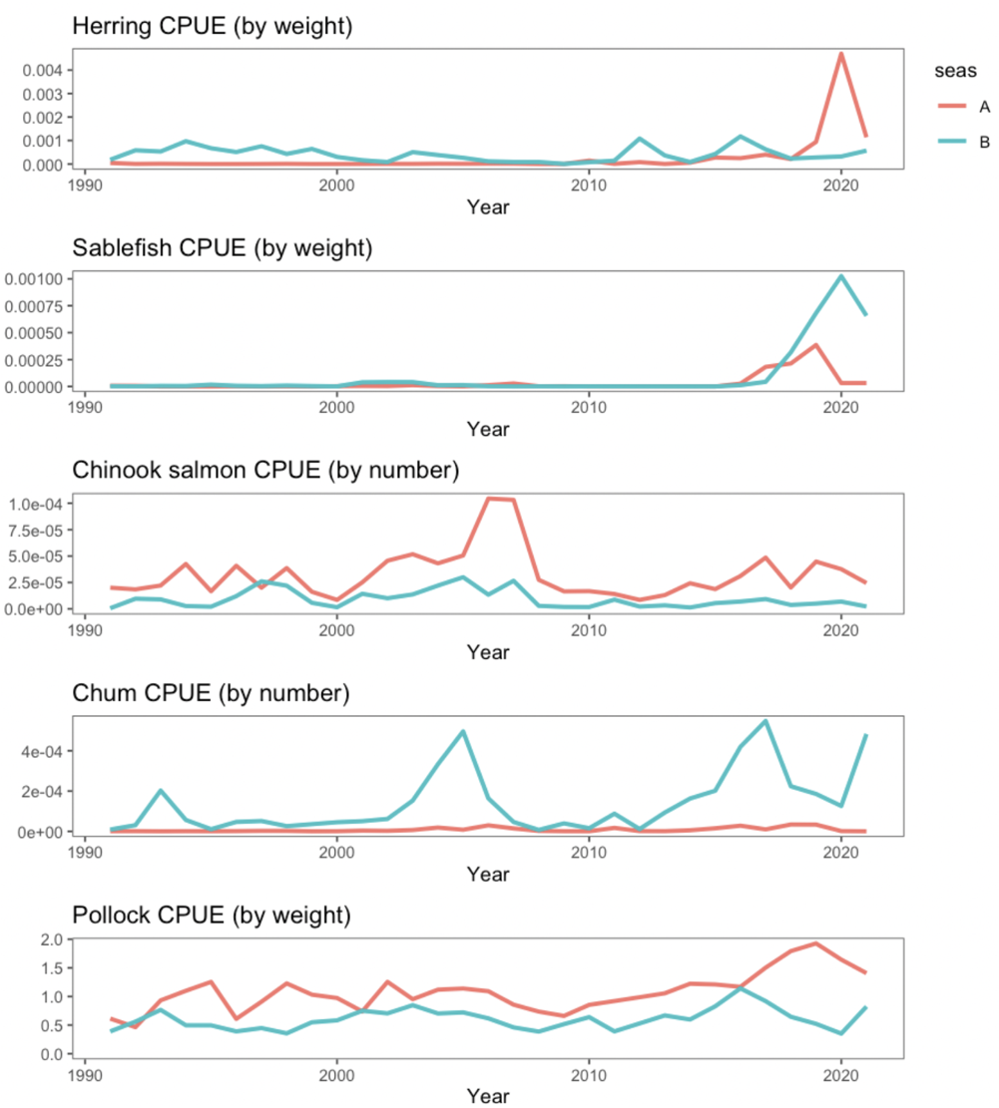 Herring CPUE (by weight)
0.004
0.003
0.002
0.001
0.000
1990 2000 2010 2020
Year
seas
A
B
Sablefish CPUE (by weight)
0.00100
0.00075
0.00050
0.00025
0.00000
1990 2000 2010 2020
Year
Chinook salmon CPUE (by number)
1.0e-04
7.5e-05
5.0e-05
2.5e-05
0.0e+00
1990 2000 2010 2020
Year
Chum CPUE (by number)
4e-04
2e-04
0e+00
1990 2000 2010 2020
Year
Pollock CPUE (by weight)
2.0
1.5
1.0
0.5
0.0
1990 2000 2010 2020
Year